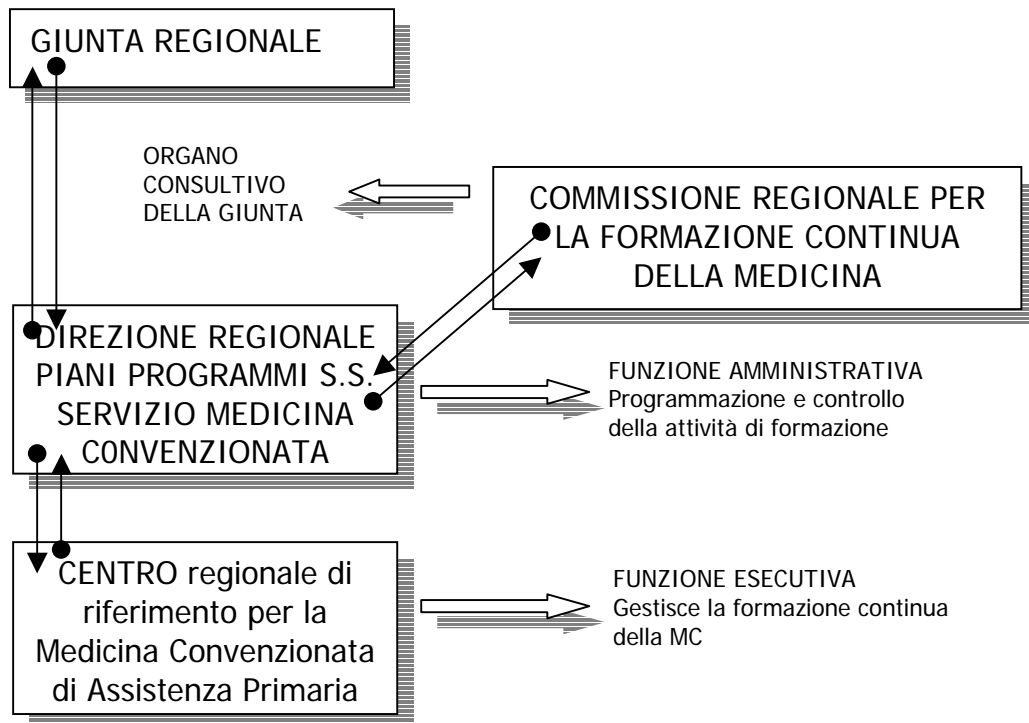 GIUNTA REGIONALE
ORGANO
CONSULTIVO
DELLA GIUNTA
COMMISSIONE REGIONALE PER
LA FORMAZIONE CONTINUA
DELLA MEDICINA
DIREZIONE REGIONALE
PIANI PROGRAMMI S.S.
SERVIZIO MEDICINA
C0NVENZIONATA
FUNZIONE AMMINISTRATIVA
Programmazione e controllo
della attività di formazione
CENTRO regionale di
riferimento per la
Medicina Convenzionata
di Assistenza Primaria
FUNZIONE ESECUTIVA
Gestisce la formazione continua
della MC